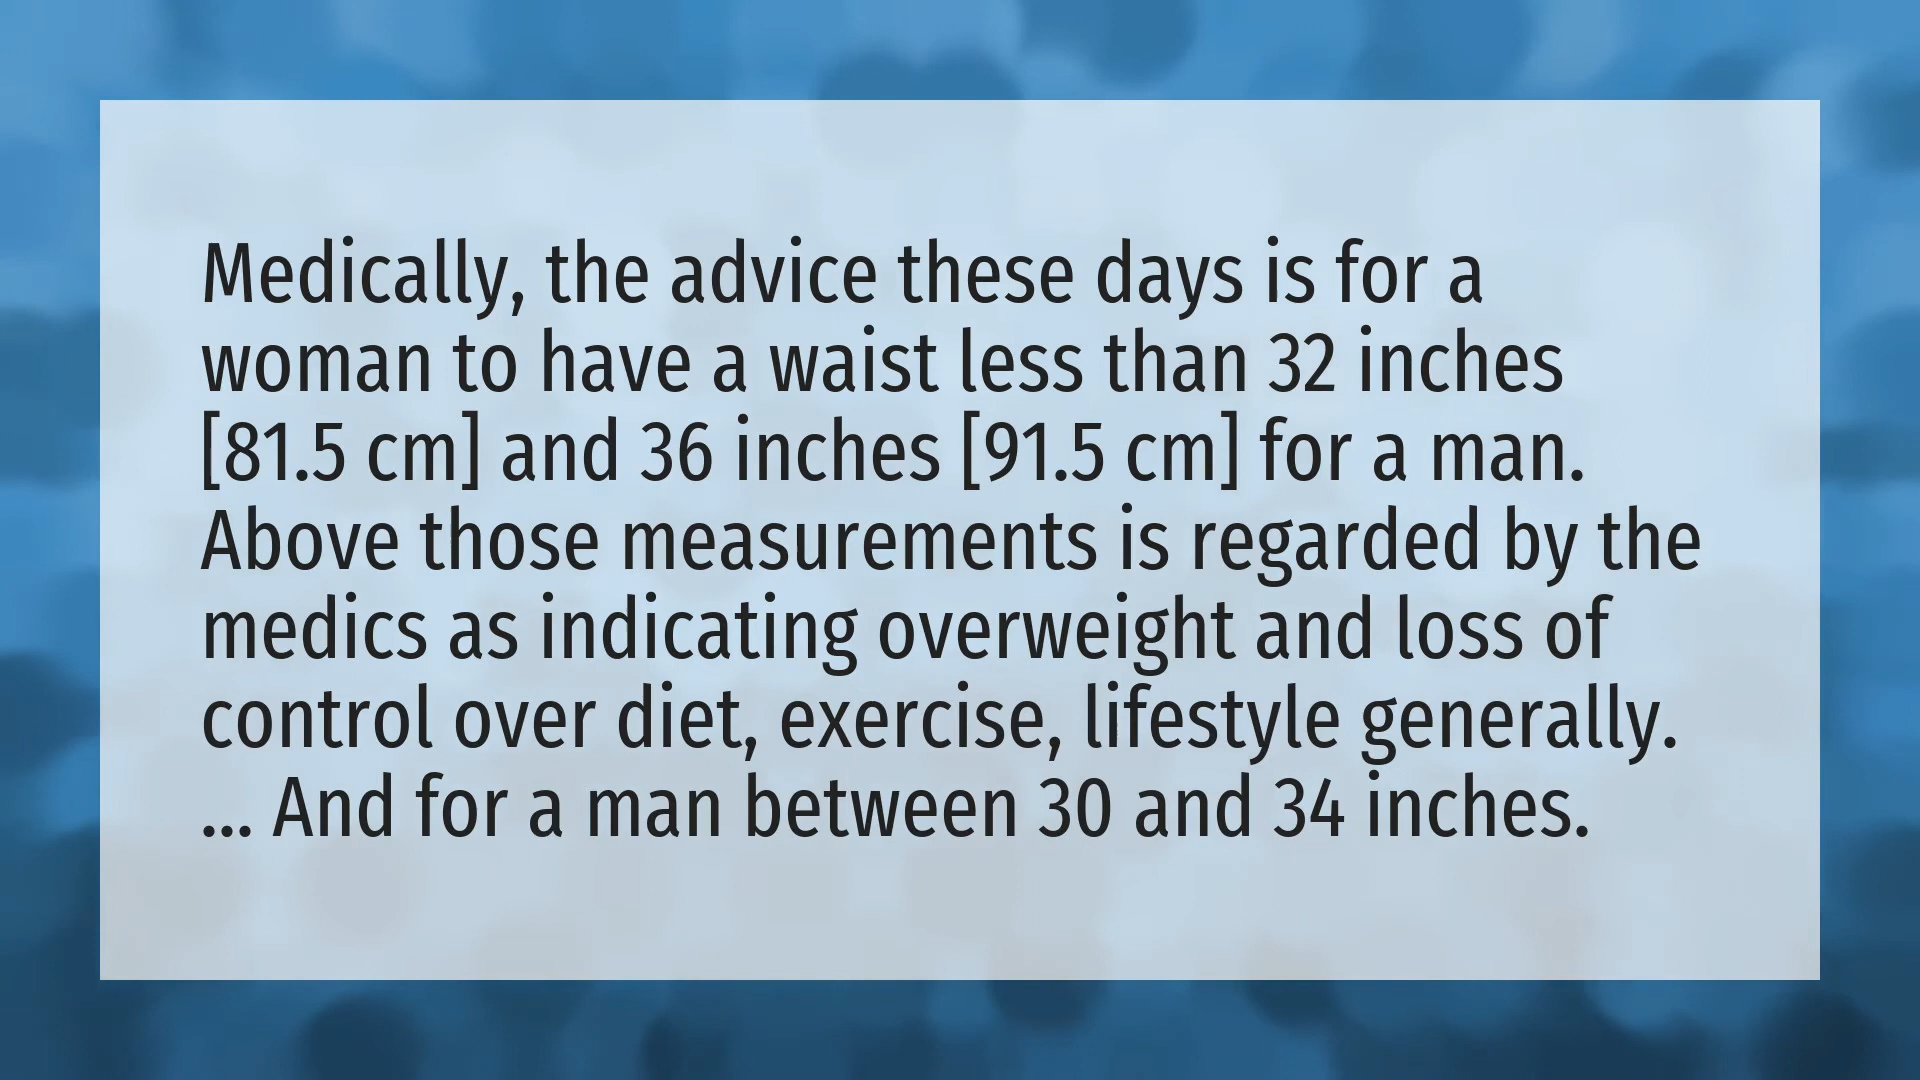 Medically, the advice these days is for a
woman to have a waist less than 32 inches
[81.5 cm] and 36 inches [91.5 cm] for a man.
Above those measurements is regarded by the
medics as indicating overweight and loss of
control over diet, exercise, lifestyle generally.
... And for a man between 30 and 34 inches.